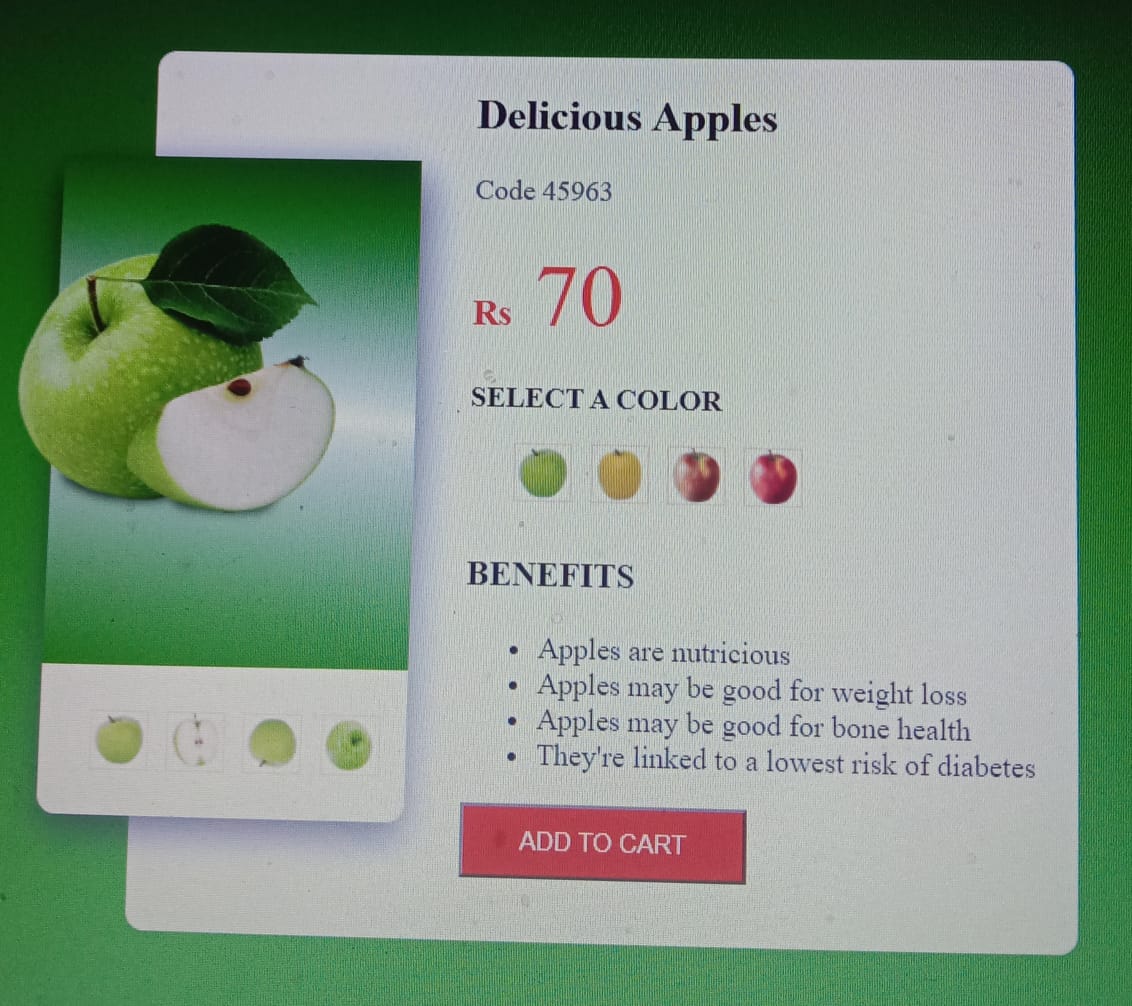 Delicious Apples
Code 45963
Rs 70
SELECT A COLOR
BENEFITS
• Apples are nutricious
• Apples may be good for weight loss
• Apples may be good for bone health
• They're linked to a lowest risk of diabetes
ADD TO CART